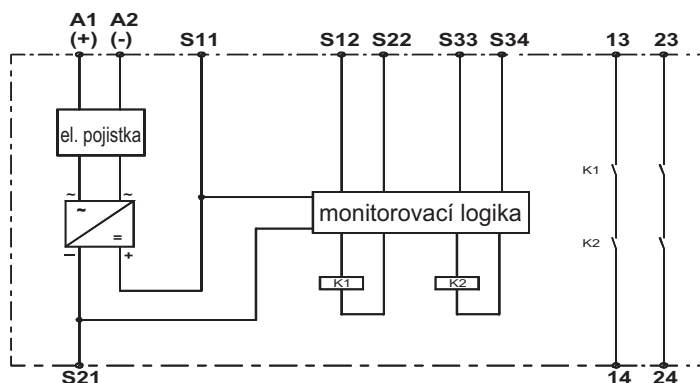 A1 A2
(+) (-) S11 S12 S22 S33 S34 13 23
el. pojistka
~ ~
~
=
– +
monitorovací logika
K1
K1 K2
K2
S21 14 24